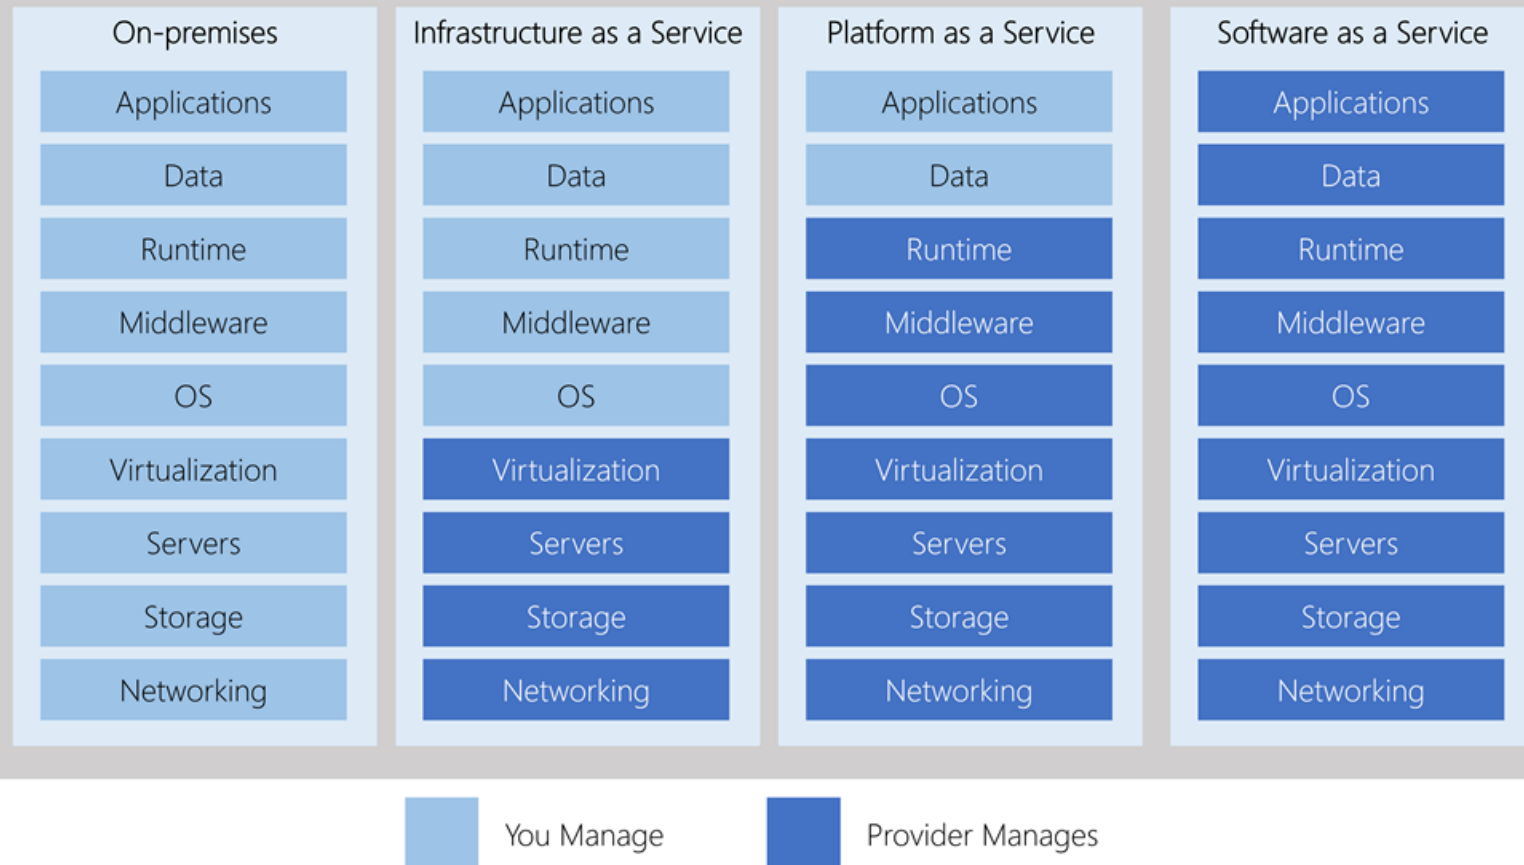 On-premises
Applications
Data
Runtime
Middleware
OS
Virtualization
Servers
Storage
Networking
Infrastructure as a Service
Applications
Data
Runtime
Middleware
OS
Virtualization
Servers
Storage
Networking
Platform as a Service
Applications
Data
Runtime
Middleware
OS
Virtualization
Servers
Storage
Networking
Software as a Service
Applications
Data
Runtime
Middleware
OS
Virtualization
Servers
Storage
Networking
You Manage
Provider Manages